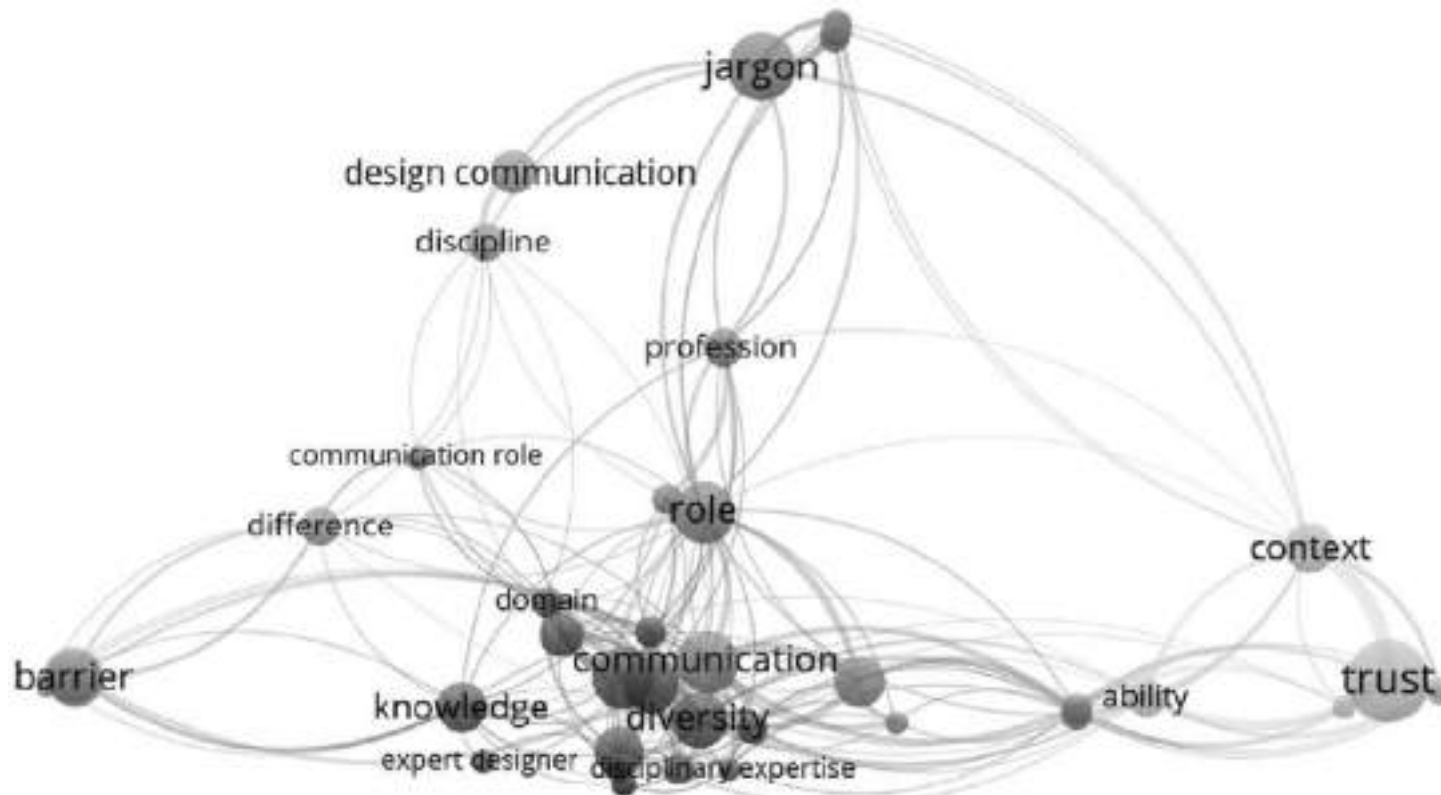 jargon
design communication
discipline
profession
communication role
role
difference
context
domain
communication
barrier
trust
ability
knowledge
diversity
expert designer
disciplinary expertise